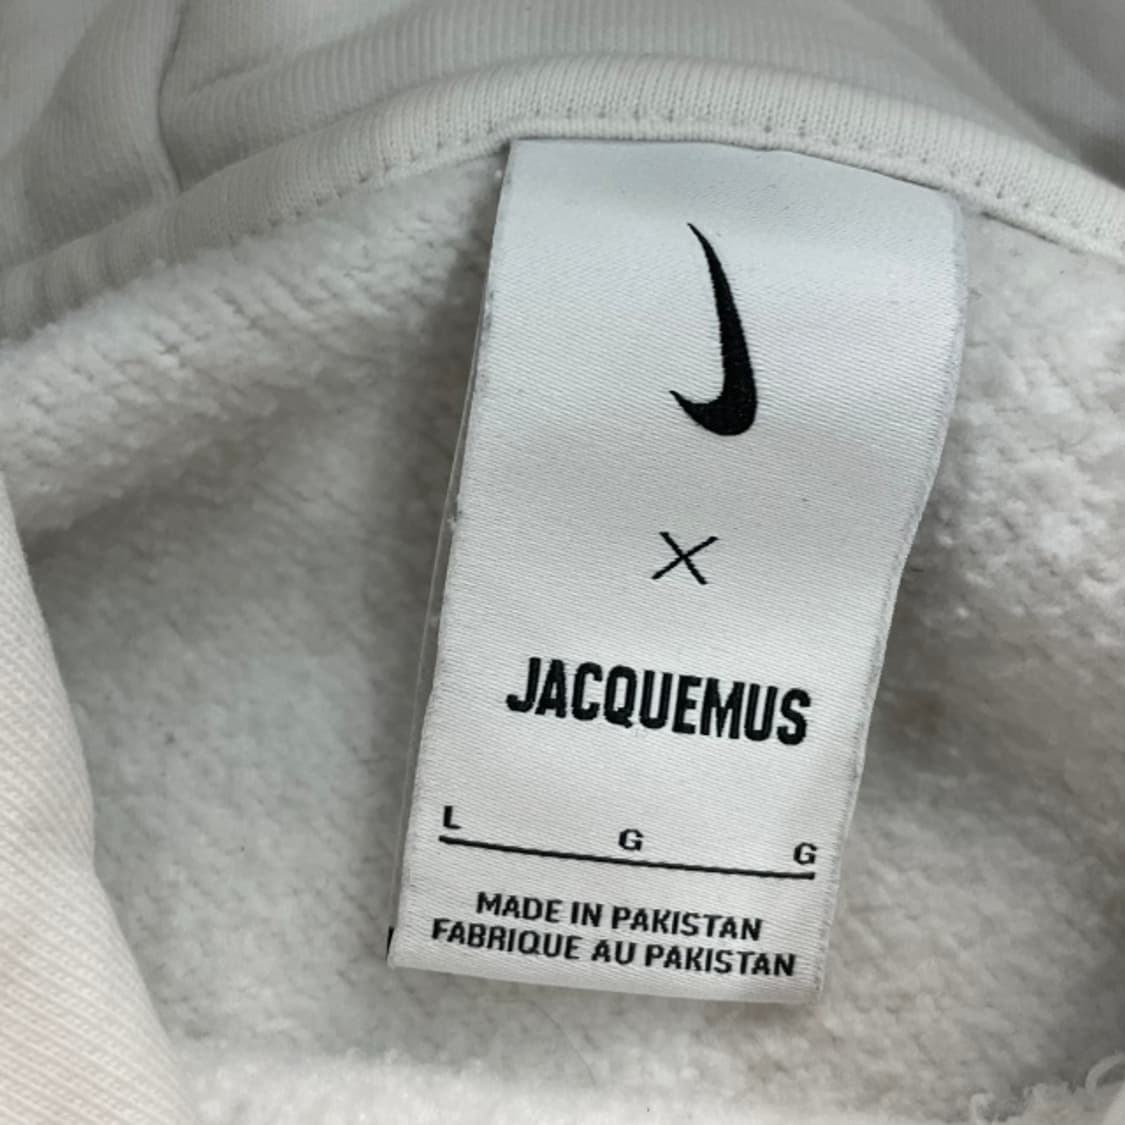 X
JACQUEMUS
L G G
MADE IN PAKISTAN
FABRIQUE AU PAKISTAN